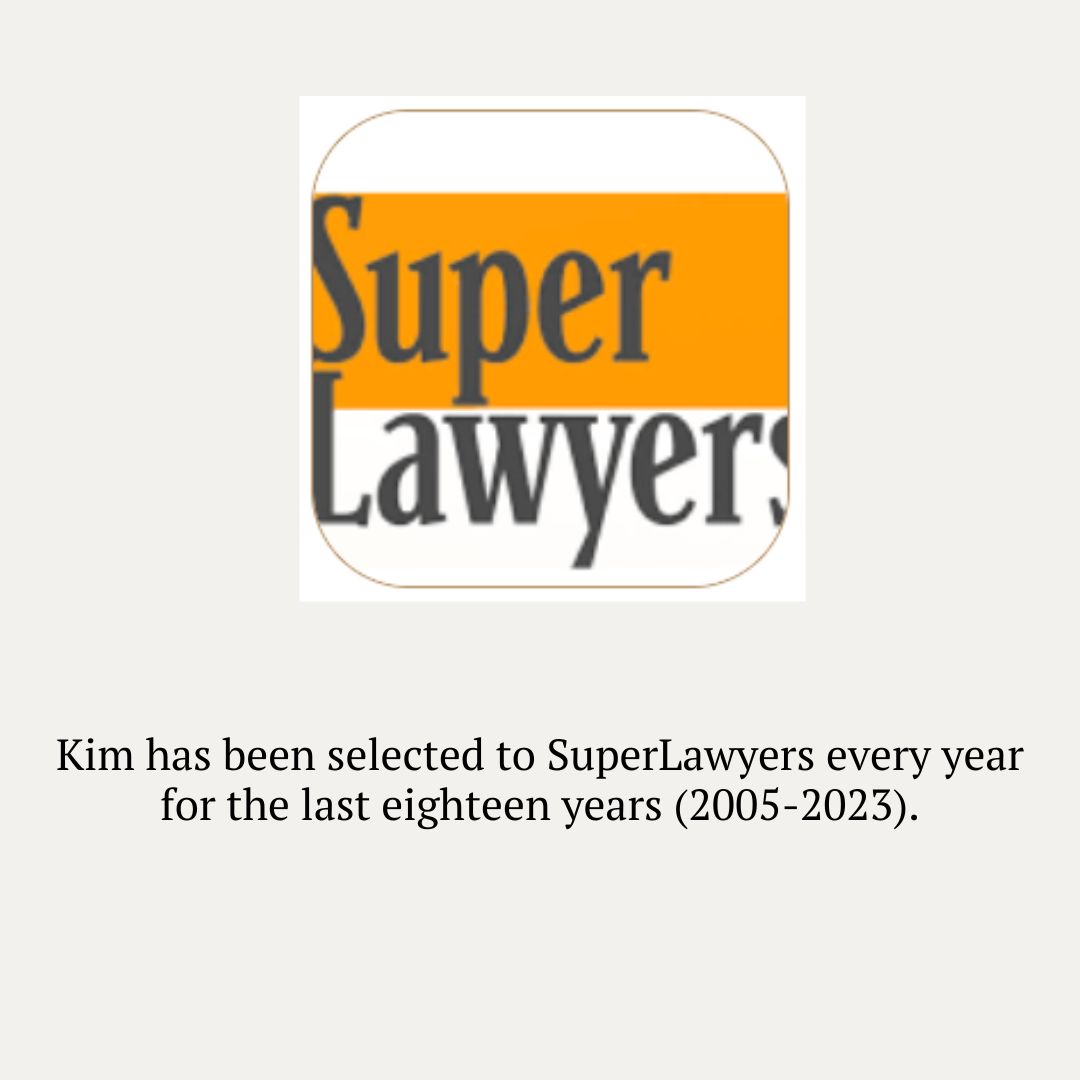 Super
Lawyers
Kim has been selected to SuperLawyers every year
for the last eighteen years (2005-2023).